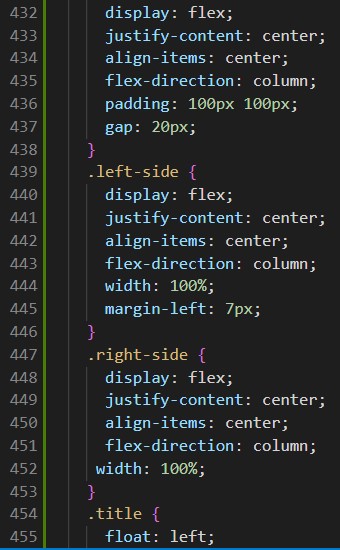 432 display: flex;
433 justify-content: center;
434 align-items: center;
435 flex-direction: column;
436 padding: 100px 100px;
437 gap: 20px;
438 }
439 .left-side {
440 display: flex;
441 justify-content: center;
442 align-items: center;
443 flex-direction: column;
444 width: 100%;
445 margin-left: 7px;
446 }
447 .right-side {
448 display: flex;
449 justify-content: center;
450 align-items: center;
451 flex-direction: column;
452 width: 100%;
453 }
454 .title {
455 float: left;